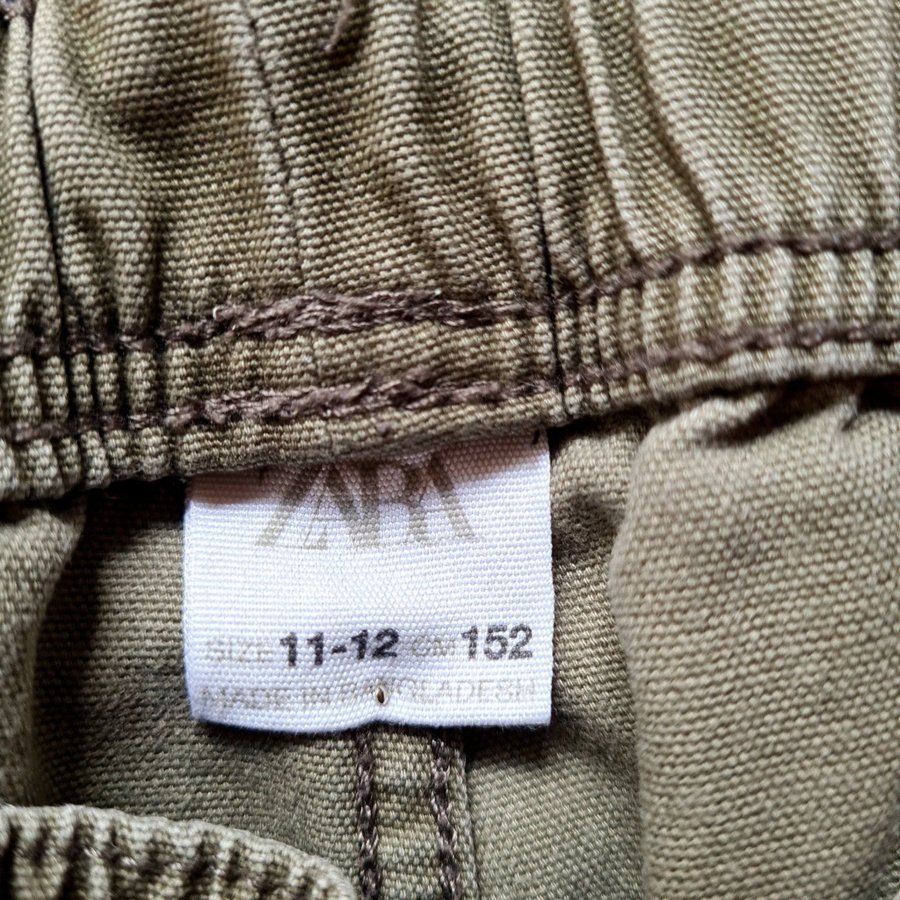 ZARA
SIZE 11-12 CM 152
MADE IN BANGLADESH